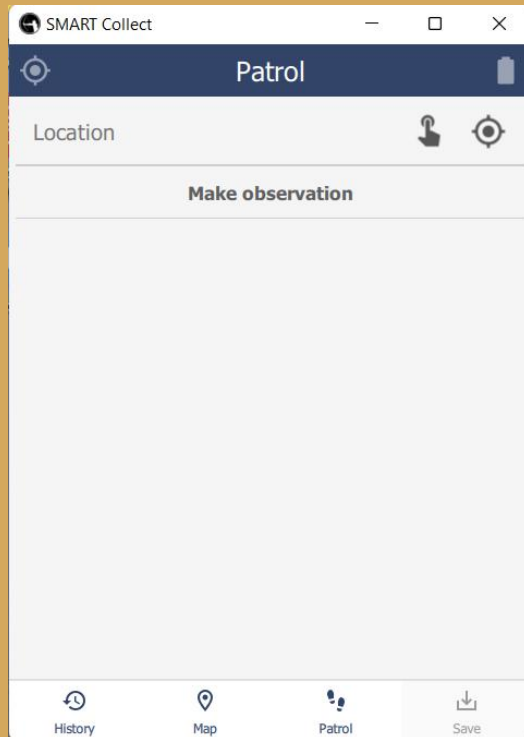 SMART Collect
Patrol
Location
Make observation
History
Map
Patrol
Save